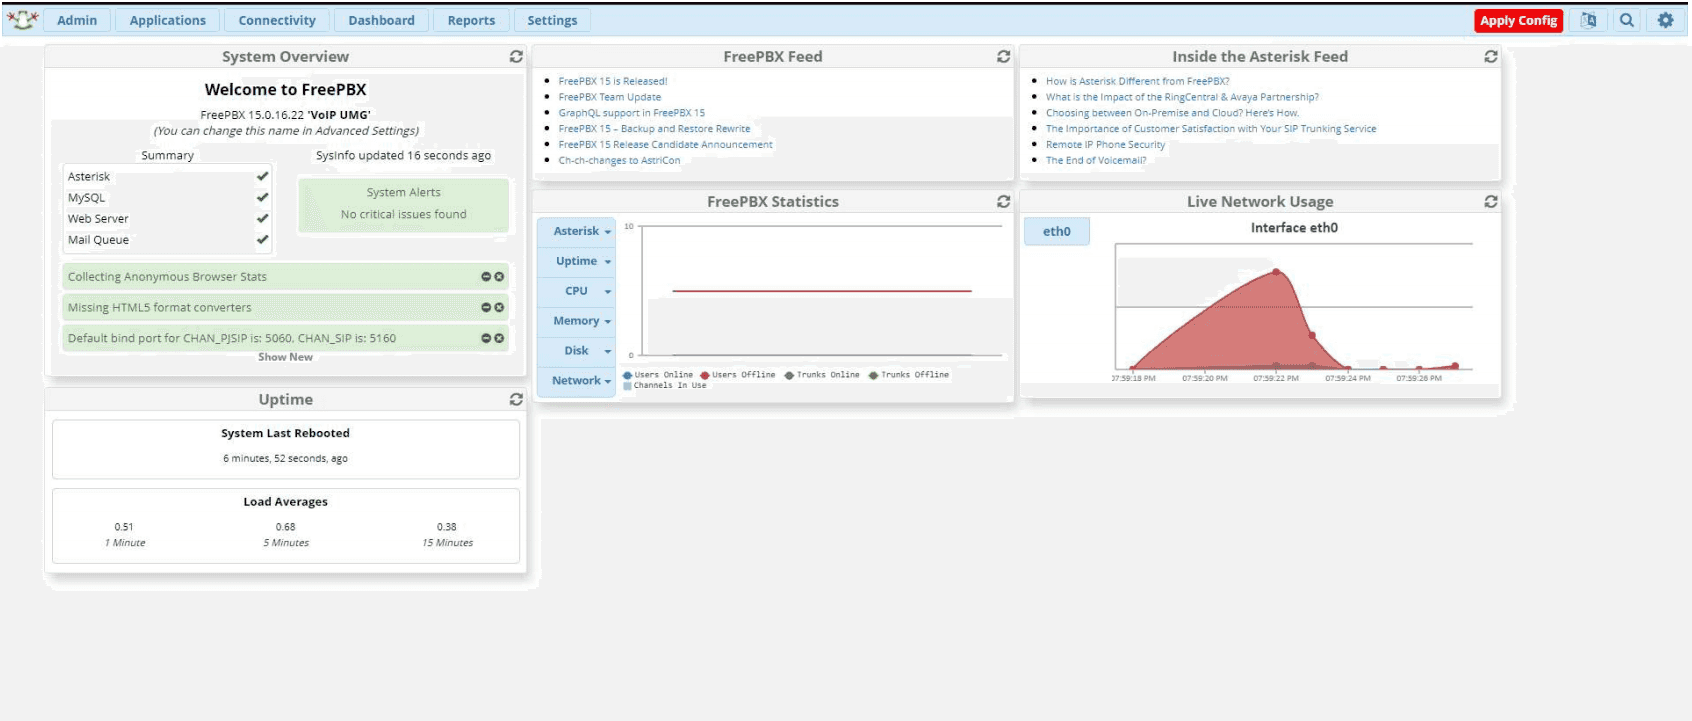 Admin
Applications
Connectivity
Dashboard
Reports
Settings
Apply Config
System Overview
Welcome to FreePBX
FreePBX 15.0.16.22 'VoIP UMG'
(You can change this name in Advanced Settings)
Summary
Asterisk
MySQL
Web Server
Mail Queue
SysInfo updated 16 seconds ago
System Alerts
No critical issues found
Collecting Anonymous Browser Stats
Missing HTML5 format converters
Default bind port for CHAN_PJSIP is: 5060, CHAN_SIP is: 5160
Show New
Uptime
System Last Rebooted
6 minutes, 52 seconds, ago
Load Averages
0.51 0.68 0.38
1 Minute 5 Minutes 15 Minutes
FreePBX Feed
FreePBX 15 is Released!
FreePBX Team Update
GraphQL support in FreePBX 15
FreePBX 15 – Backup and Restore Rewrite
FreePBX 15 Release Candidate Announcement
Ch-ch-changes to AstriCon
FreePBX Statistics
Asterisk
Uptime
CPU
Memory
Disk
Network
10
0
Users Online Users Offline Trunks Online Trunks Offline
Channels In Use
Inside the Asterisk Feed
How is Asterisk Different from FreePBX?
What is the Impact of the RingCentral & Avaya Partnership?
Choosing between On-Premise and Cloud? Here's How.
The Importance of Customer Satisfaction with Your SIP Trunking Service
Remote IP Phone Security
The End of Voicemail?
Live Network Usage
eth0
Interface eth0
07:59:18 PM 07:59:20 PM 07:59:22 PM 07:59:24 PM 07:59:26 PM